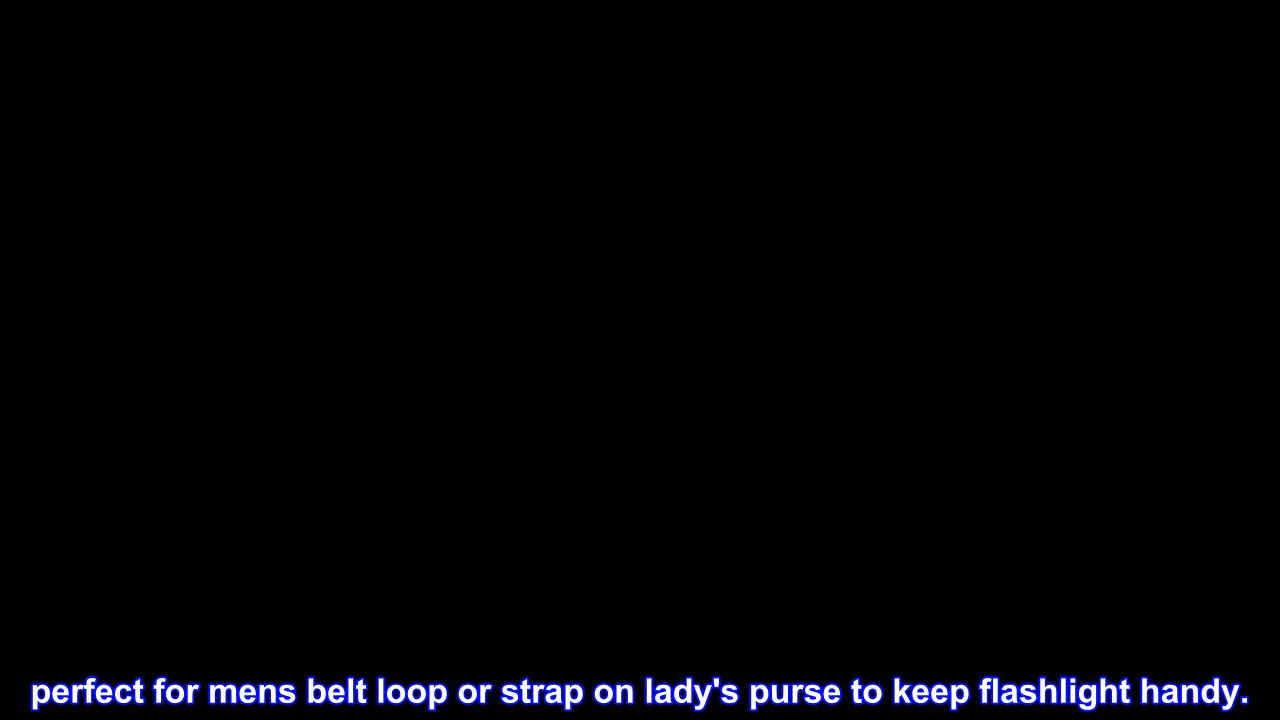 perfect for mens belt loop or strap on lady's purse to keep flashlight handy.